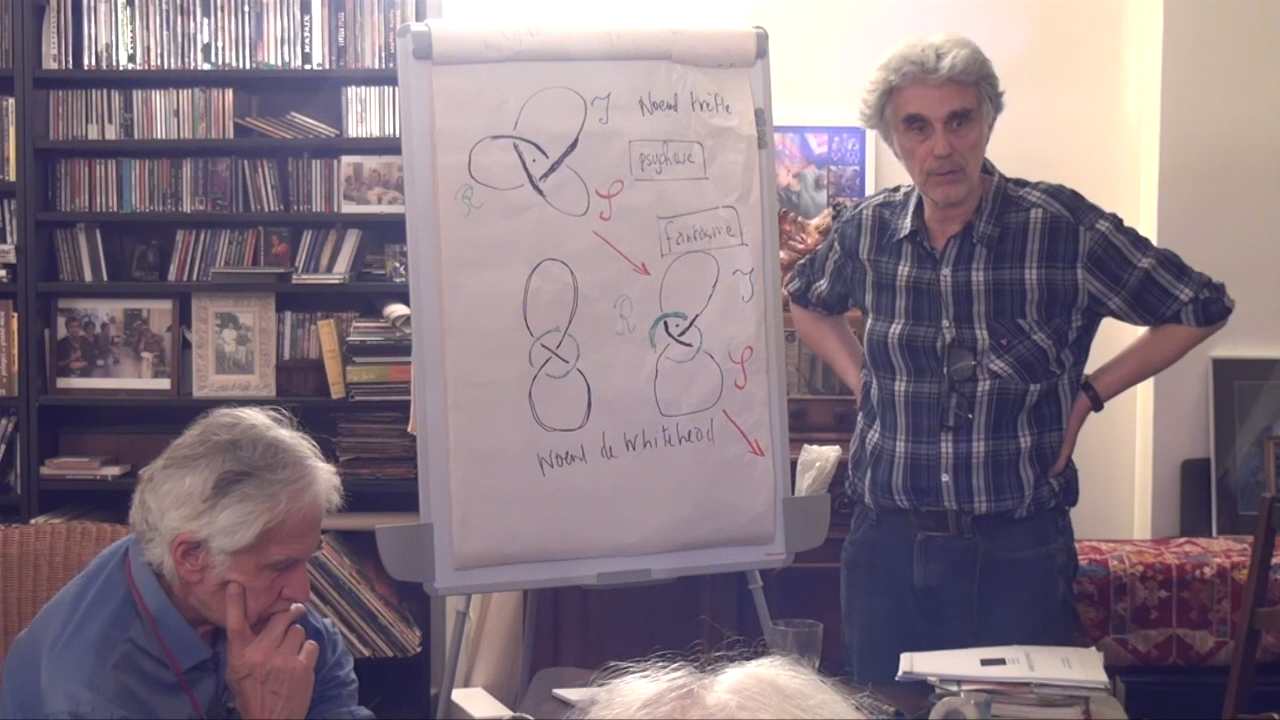 J Noeud trèfle
psychose
R
S
fantasme
J
R
S
Noeud de Whitehead